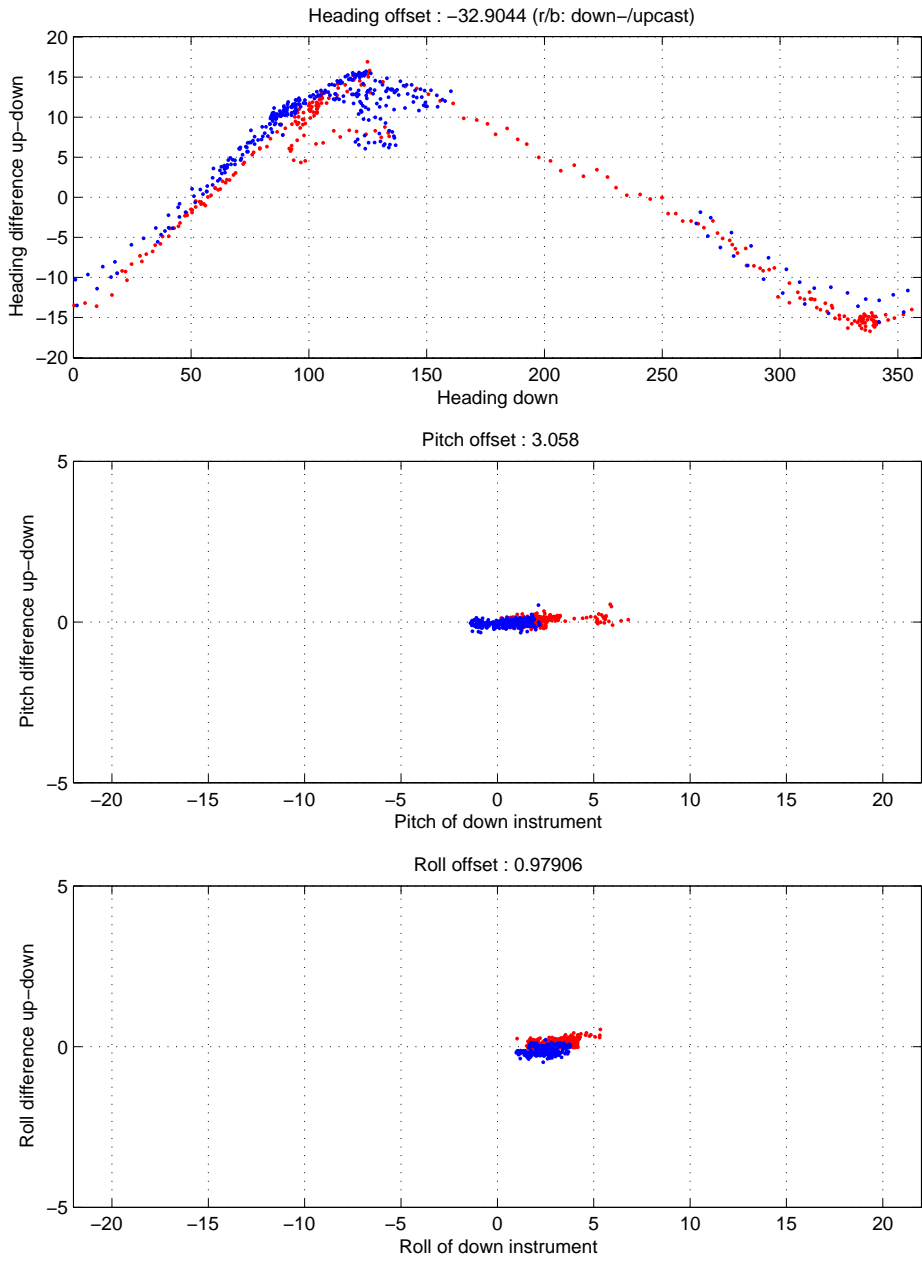 Heading offset : −32.9044 (r/b: down−/upcast)
20
15
10
5
0
−5
−10
−15
−20
Heading difference up−down
0 50 100 150 200 250 300 350
Heading down
Pitch offset : 3.058
5
0
−5
Pitch difference up−down
−20 −15 −10 −5 0 5 10 15 20
Pitch of down instrument
Roll offset : 0.97906
5
0
−5
Roll difference up−down
−20 −15 −10 −5 0 5 10 15 20
Roll of down instrument